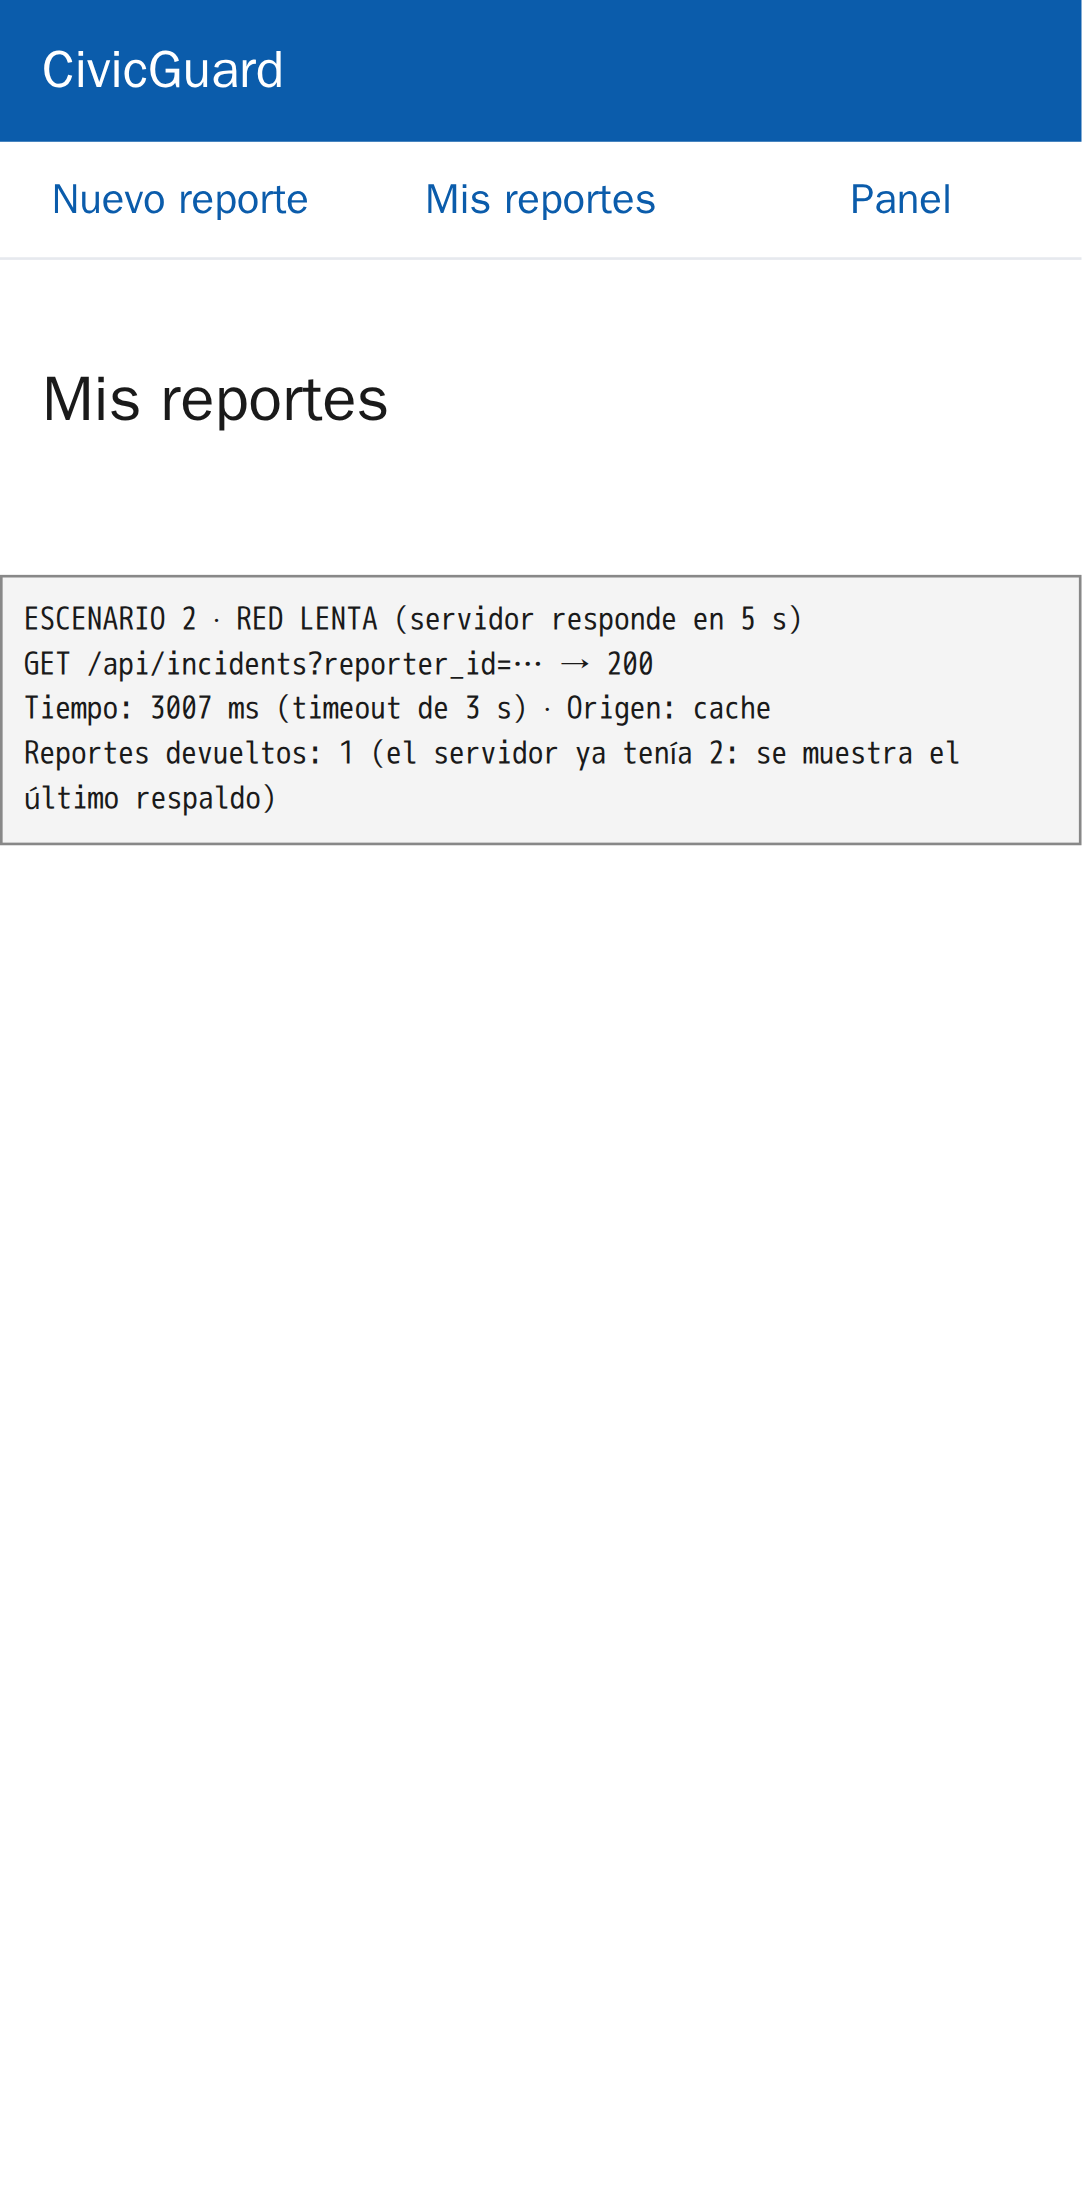 CivicGuard
Nuevo reporte Mis reportes Panel
Mis reportes
ESCENARIO 2 · RED LENTA (servidor responde en 5 s)
GET /api/incidents?reporter_id=… → 200
Tiempo: 3007 ms (timeout de 3 s) · Origen: cache
Reportes devueltos: 1 (el servidor ya tenía 2: se muestra el
último respaldo)